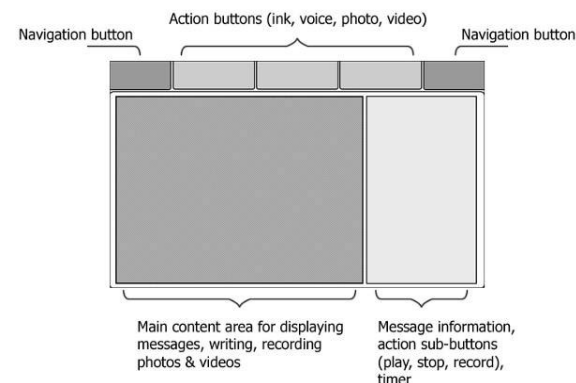 Action buttons (ink, voice, photo, video)
Navigation button
Navigation button
Main content area for displaying
messages, writing, recording
photos & videos
Message information,
action sub-buttons
(play, stop, record),
timer